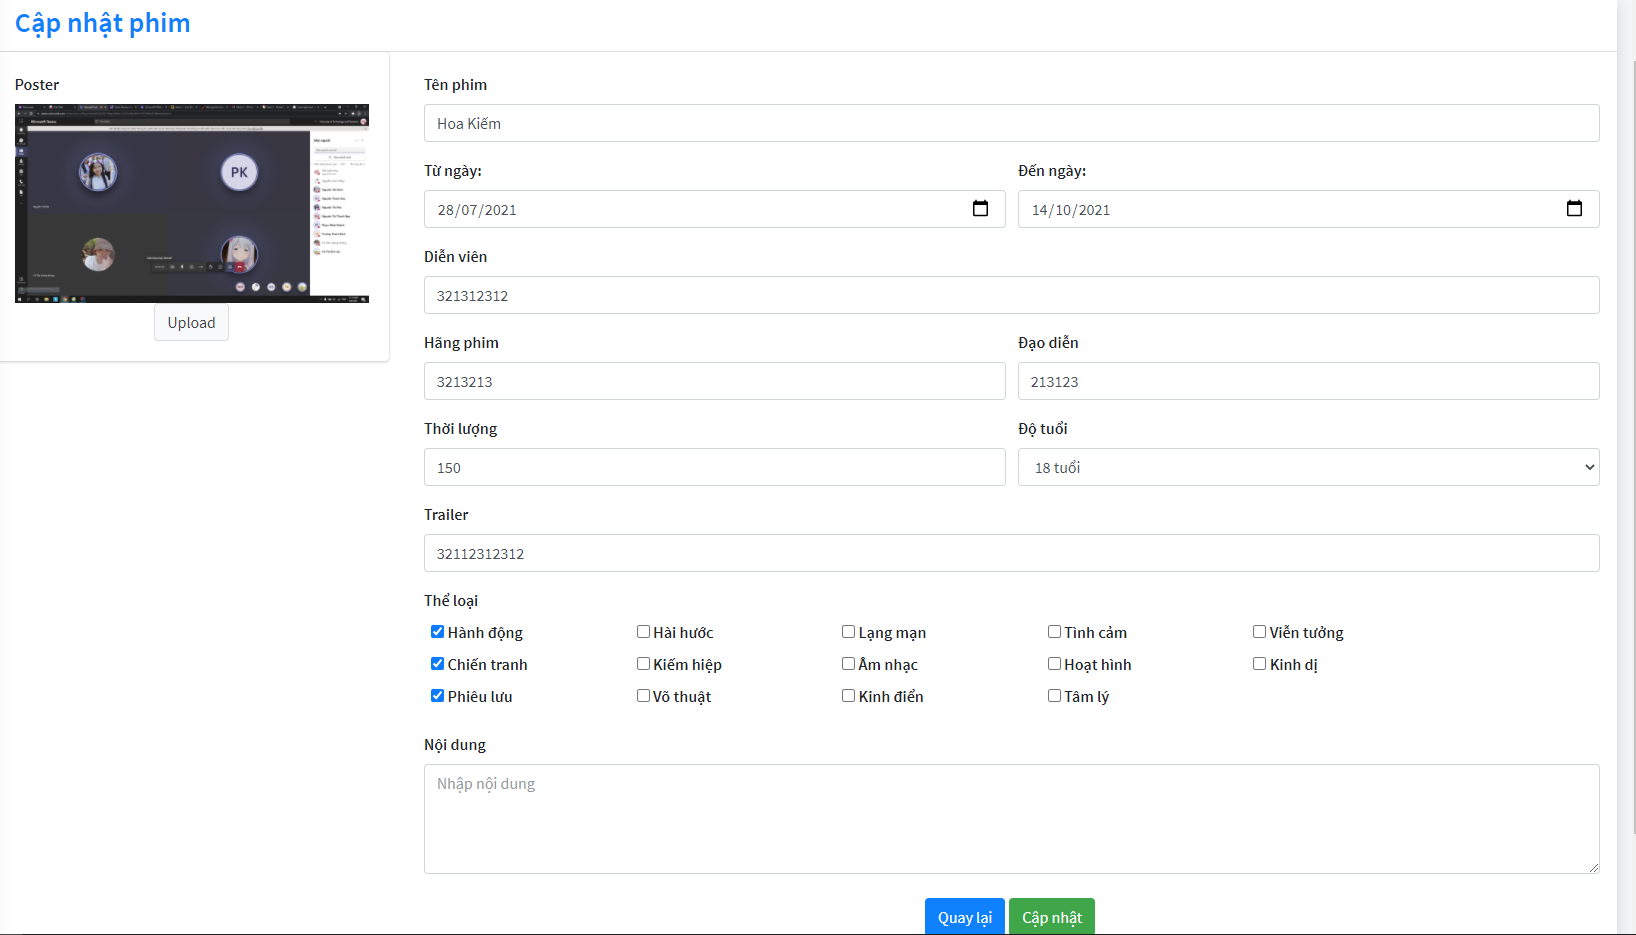 Cập nhật phim
Poster
PK
Upload
Tên phim
Hoa Kiếm
Từ ngày:
Đến ngày:
28/07/2021
14/10/2021
Diễn viên
321312312
Hãng phim
Đạo diễn
3213213
213123
Thời lượng
Độ tuổi
150
18 tuổi
Trailer
32112312312
Thể loại
Hành động
Hài hước
Lạng mạn
Tình cảm
Viễn tưởng
Chiến tranh
Kiếm hiệp
Âm nhạc
Hoạt hình
Kinh dị
Phiêu lưu
Võ thuật
Kinh điển
Tâm lý
Nội dung
Nhập nội dung
Quay lại
Cập nhật